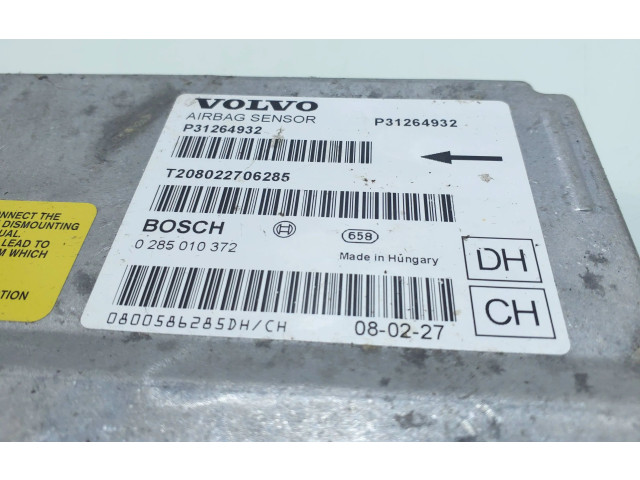 VOLVO
AIRBAG SENSOR
P31264932
P31264932
T208022706285
BOSCH
0 285 010 372
658
Made in Hungary
DH
CH
0800586285DH/CH
08-02-27
NNECT THE
DISMOUNTING
UAL.
LEAD TO
M WHICH
TION